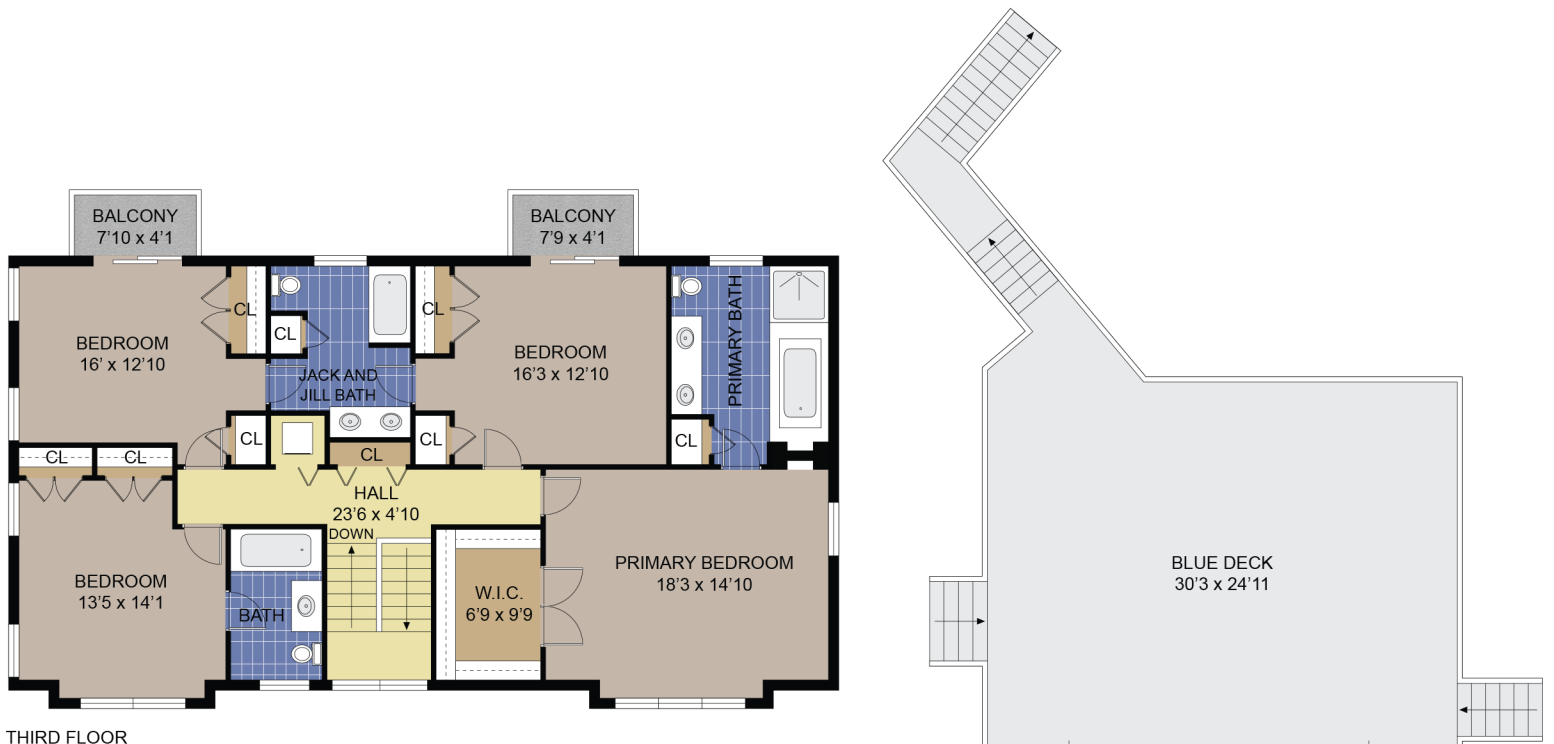 BALCONY
7’10 x 4’1
BALCONY
7’9 x 4’1
CL
CL
CL
BEDROOM
16’ x 12’10
JACK AND
JILL BATH
BEDROOM
16’3 x 12’10
PRIMARY BATH
CL
CL
CL
CL
CL
CL
HALL
23’6 x 4’10
DOWN
BEDROOM
13’5 x 14’1
BATH
W.I.C.
6’9 x 9’9
PRIMARY BEDROOM
18’3 x 14’10
BLUE DECK
30’3 x 24’11
THIRD FLOOR